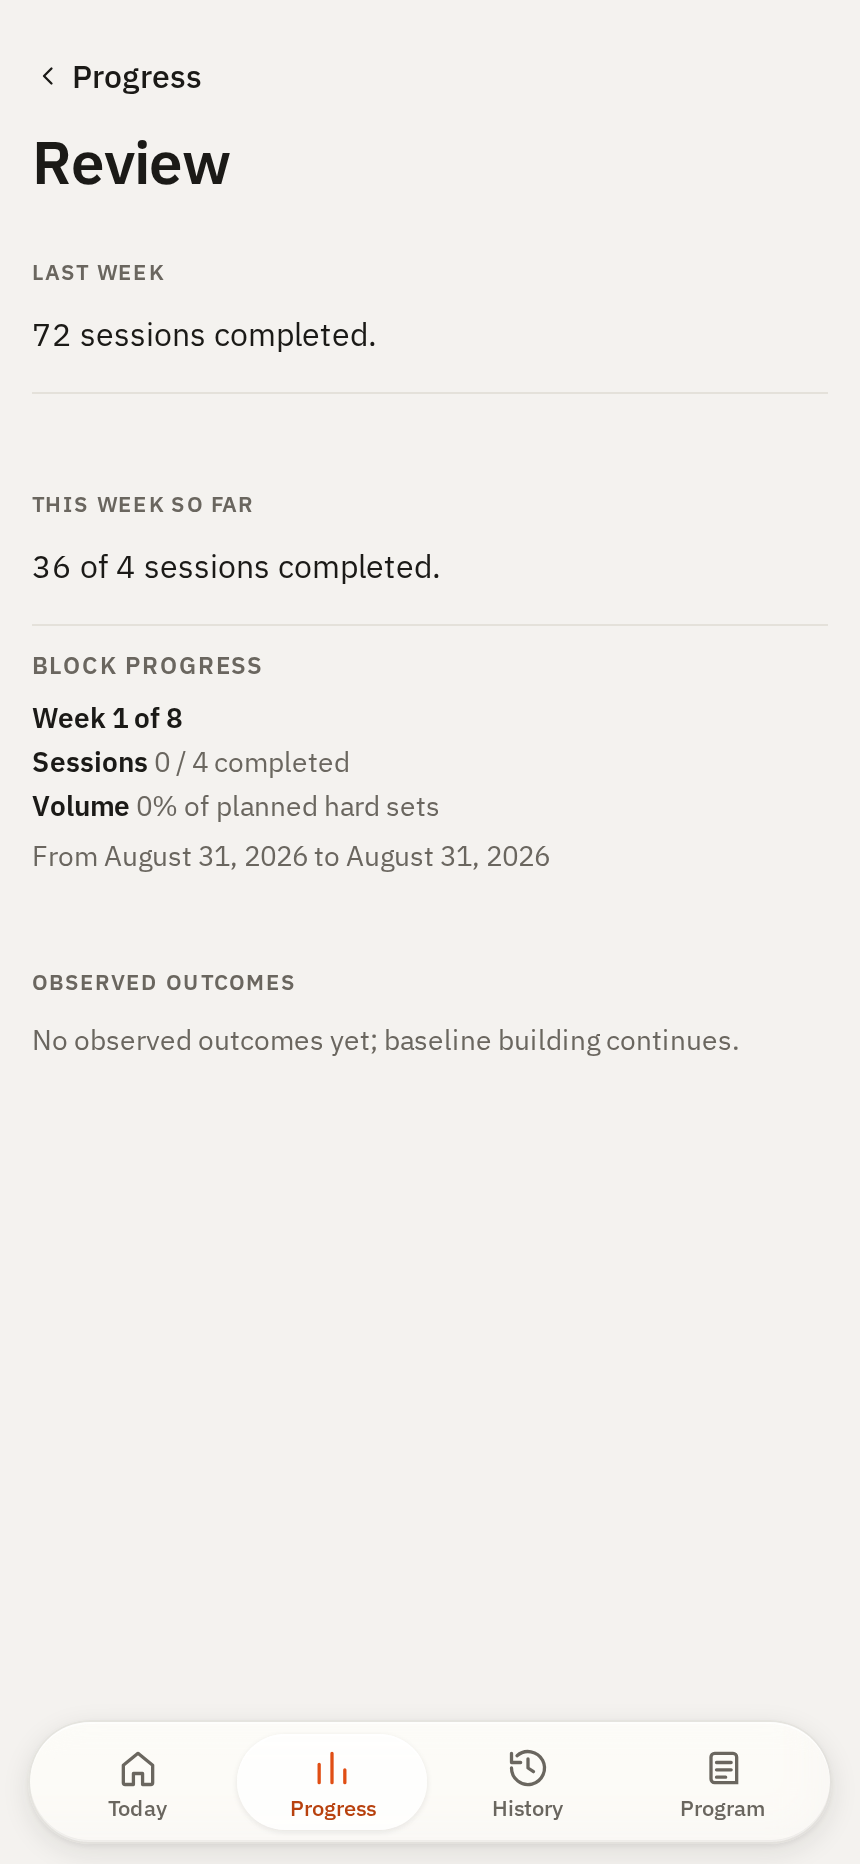 Progress
Review
LAST WEEK
72 sessions completed.
THIS WEEK SO FAR
36 of 4 sessions completed.
BLOCK PROGRESS
Week 1 of 8
Sessions 0 / 4 completed
Volume 0% of planned hard sets
From August 31, 2026 to August 31, 2026
OBSERVED OUTCOMES
No observed outcomes yet; baseline building continues.
Today
Progress
History
Program